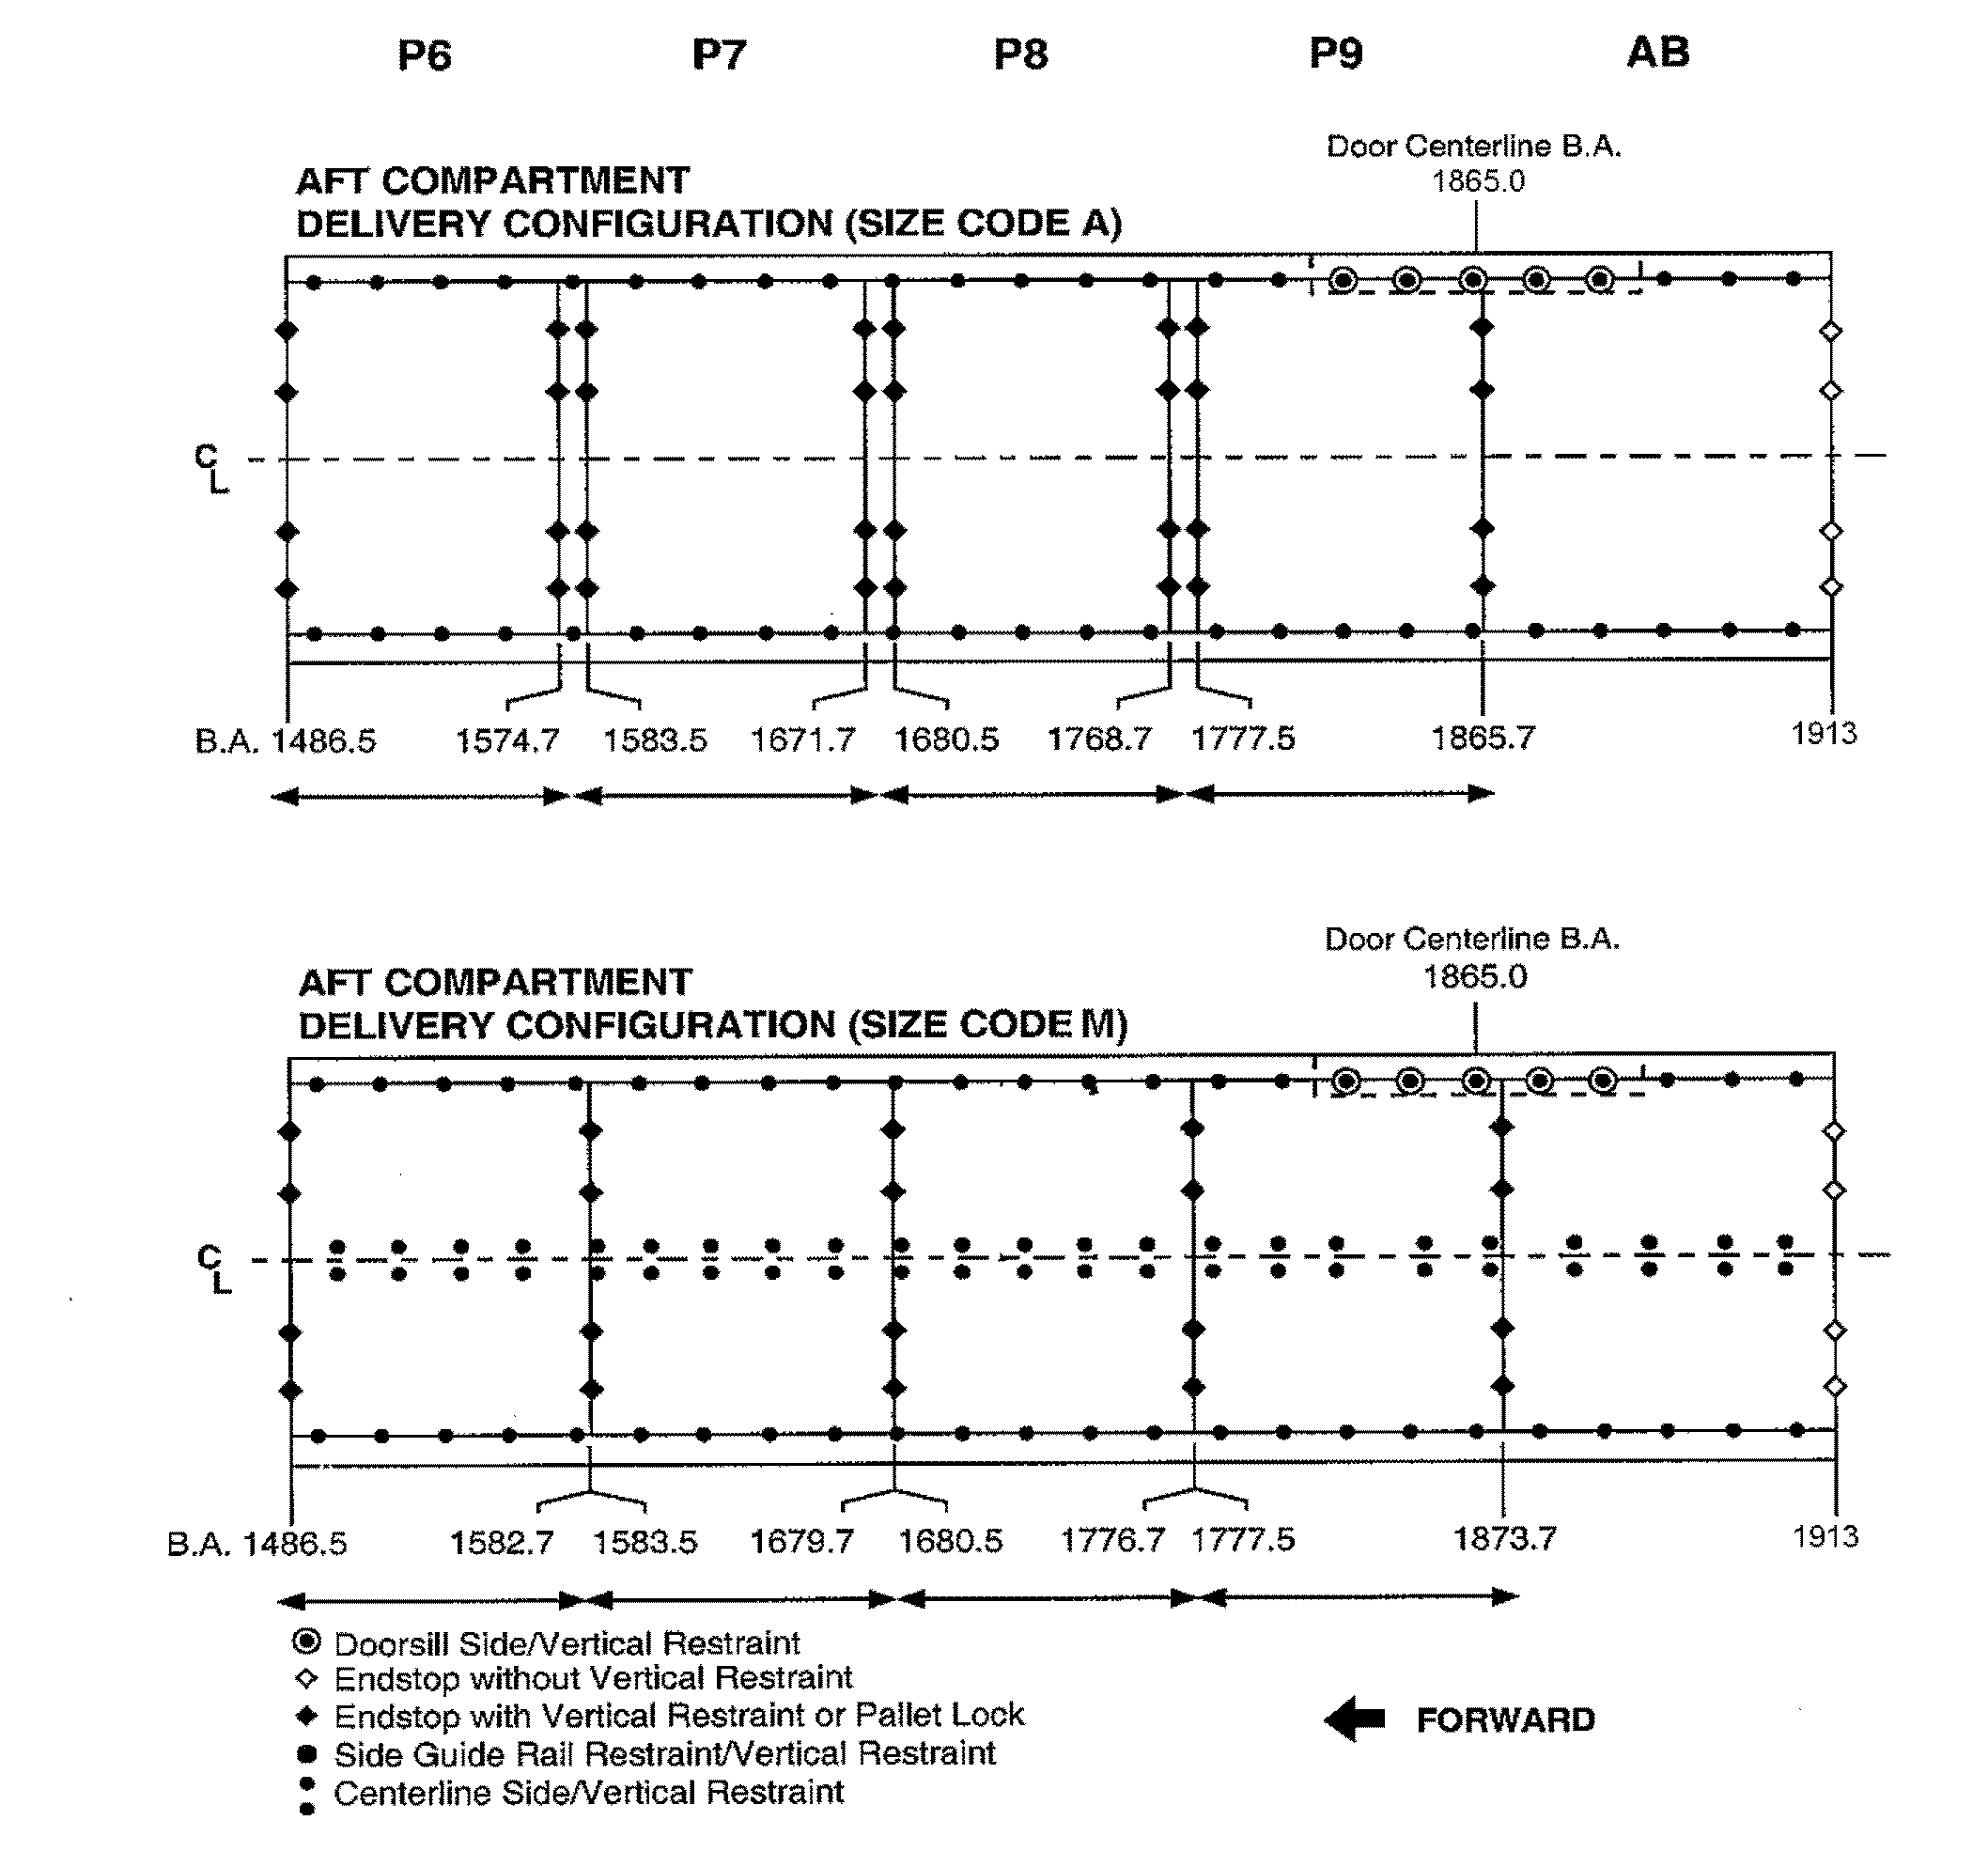 P6 P7 P8 P9 AB
Door Centerline B.A.
1865.0
AFT COMPARTMENT
DELIVERY CONFIGURATION (SIZE CODE A)
C
L
B.A. 1486.5 1574.7 1583.5 1671.7 1680.5 1768.7 1777.5 1865.7 1913
Door Centerline B.A.
1865.0
AFT COMPARTMENT
DELIVERY CONFIGURATION (SIZE CODE M)
C
L
B.A. 1486.5 1582.7 1583.5 1679.7 1680.5 1776.7 1777.5 1873.7 1913
Doorsill Side/Vertical Restraint
Endstop without Vertical Restraint
Endstop with Vertical Restraint or Pallet Lock
Side Guide Rail Restraint/Vertical Restraint
Centerline Side/Vertical Restraint
FORWARD